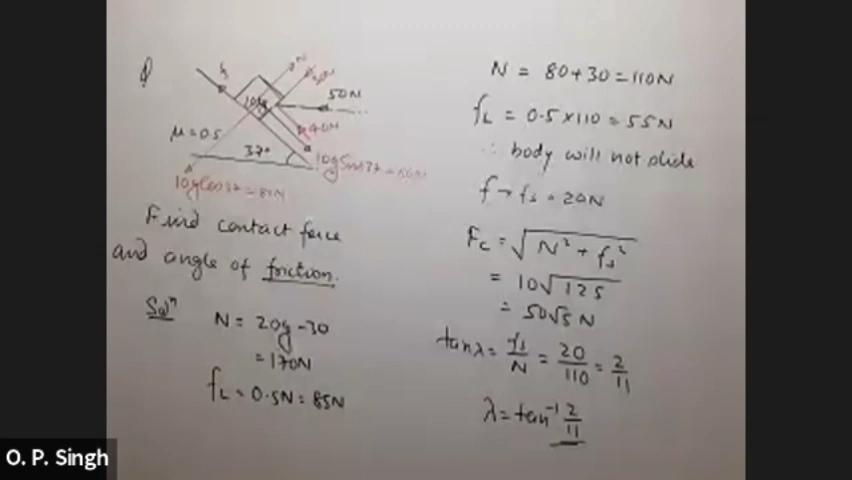 Q
50N
10kg
40N
μ = 0.5
37°
10g Sin 37 = 60N
10g Cos 37 = 80N
Find contact force
and angle of friction.
Solⁿ
N = 20g - 30
= 170N
fL = 0.5N = 85N
N = 80 + 30 = 110N
fL = 0.5 × 110 = 55N
∴ body will not slide
f → fs = 20N
Fc = √N² + fs²
= 10√125
= 50√5 N
tanλ = fs/N = 20/110 = 2/11
λ = tan⁻¹ 2/11
O. P. Singh